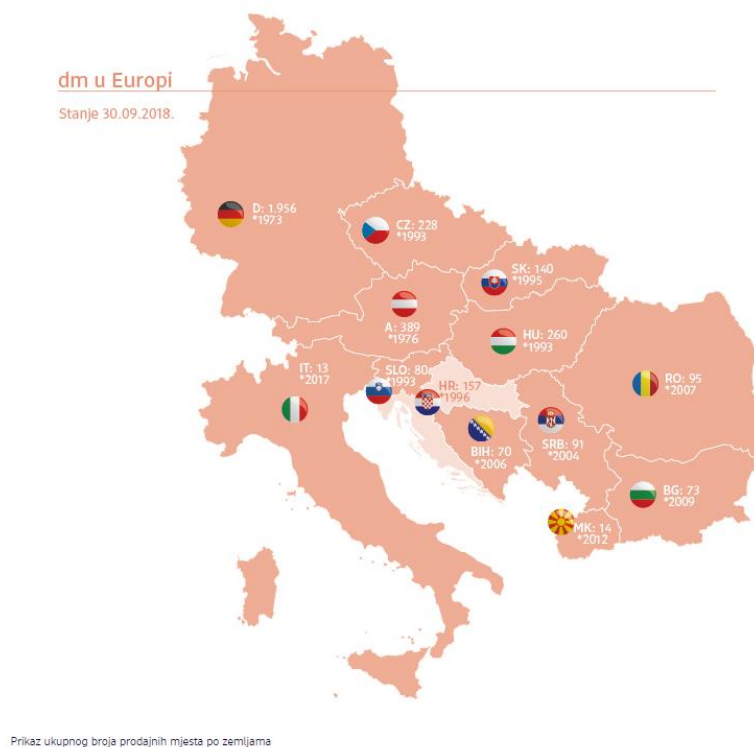 dm u Europi
Stanje 30.09.2018.
D: 1.956
*1973
CZ: 228
*1993
SK: 140
*1995
A: 389
*1976
HU: 260
*1993
IT: 13
*2017
SLO: 80
*1993
HR: 157
*1996
RO: 95
*2007
BIH: 70
*2006
SRB: 91
*2004
BG: 73
*2009
MK: 14
*2012
Prikaz ukupnog broja prodajnih mjesta po zemljama